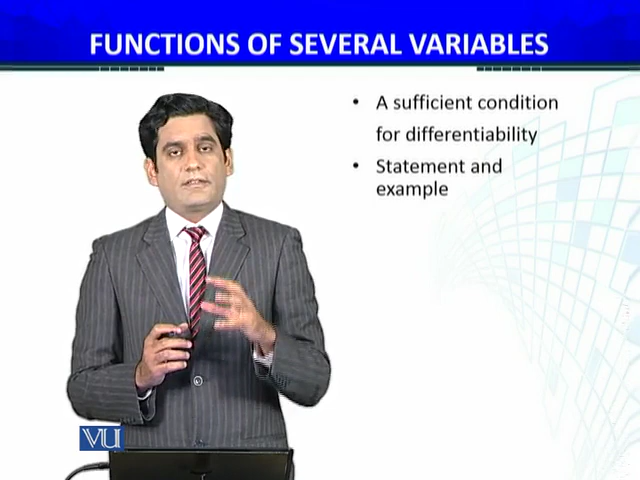 FUNCTIONS OF SEVERAL VARIABLES
• A sufficient condition
for differentiability
• Statement and
example
VU